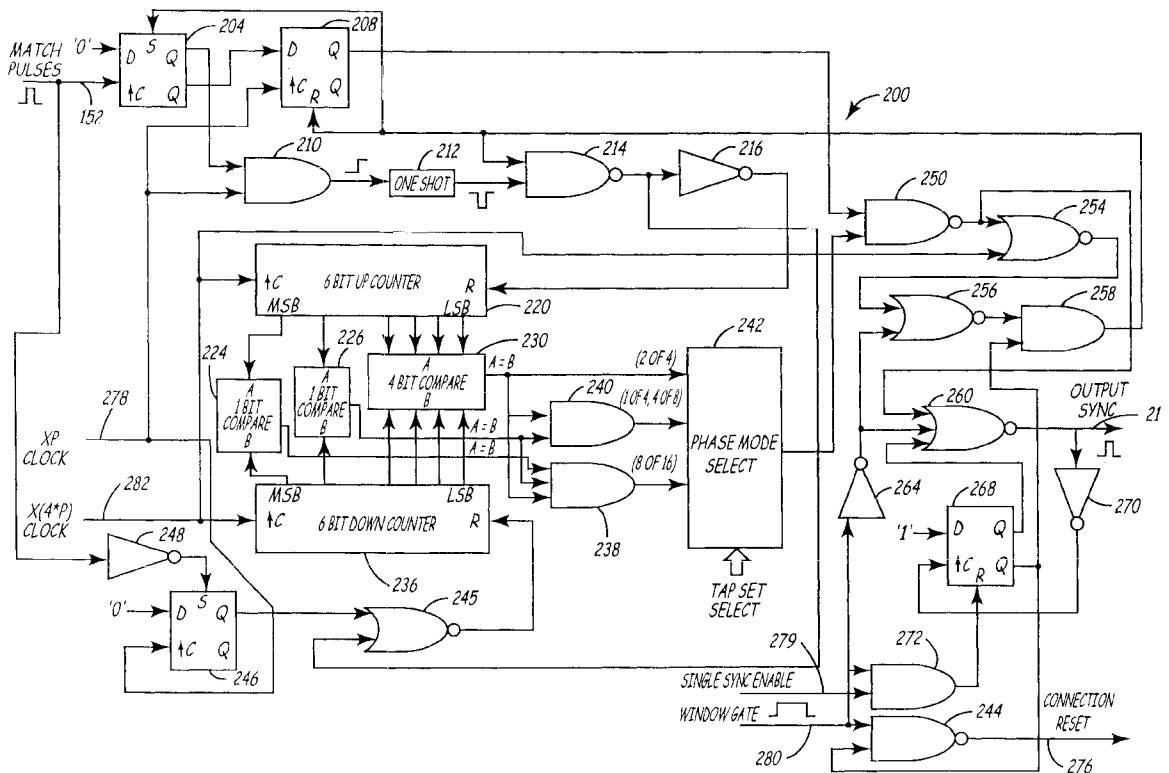 MATCH
PULSES
'0'
D
S
Q
↑C
Q
204
152
208
D
Q
↑C
Q
R
200
210
212
ONE SHOT
214
216
250
254
256
258
6 BIT UP COUNTER
↑C
R
MSB
LSB
220
224
A
1 BIT
COMPARE
B
226
A
1 BIT
COMPARE
B
230
A
4 BIT COMPARE
B
A = B
A = B
A = B
(2 OF 4)
240
(1 OF 4, 4 OF 8)
(8 OF 16)
238
242
PHASE MODE
SELECT
TAP SET
SELECT
278
XP
CLOCK
282
X(4*P)
CLOCK
MSB
LSB
↑C
R
6 BIT DOWN COUNTER
236
248
'0'
D
S
Q
↑C
Q
246
245
260
OUTPUT
SYNC
21
264
268
'1'
D
Q
↑C
Q
R
270
279
SINGLE SYNC ENABLE
272
WINDOW GATE
280
244
CONNECTION
RESET
276